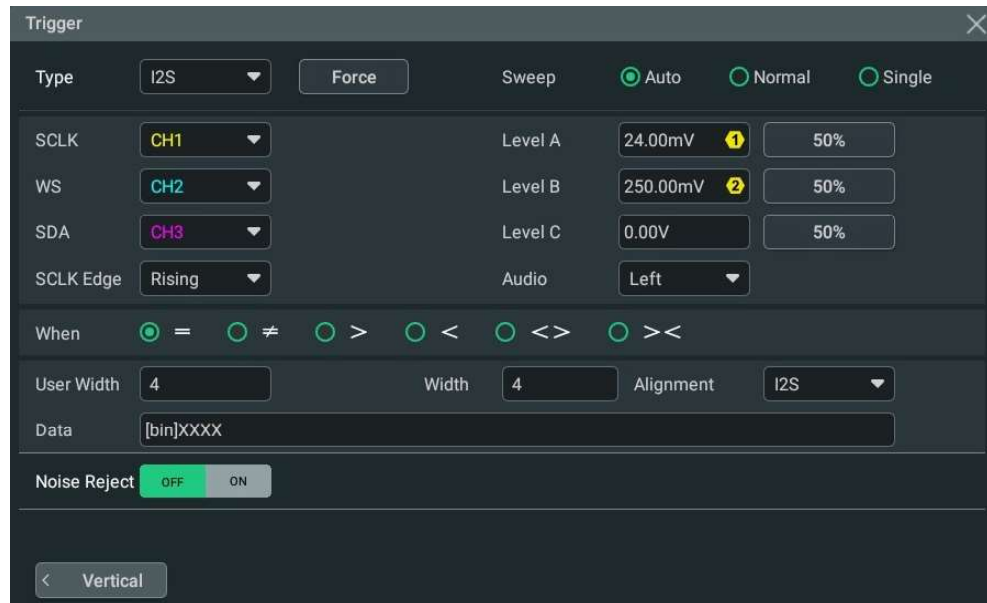 Trigger
Type I2S Force Sweep Auto Normal Single
SCLK CH1 Level A 24.00mV 1 50%
WS CH2 Level B 250.00mV 2 50%
SDA CH3 Level C 0.00V 50%
SCLK Edge Rising Audio Left
When = ≠ > < <> ><
User Width 4 Width 4 Alignment I2S
Data [bin]XXXX
Noise Reject OFF ON
< Vertical